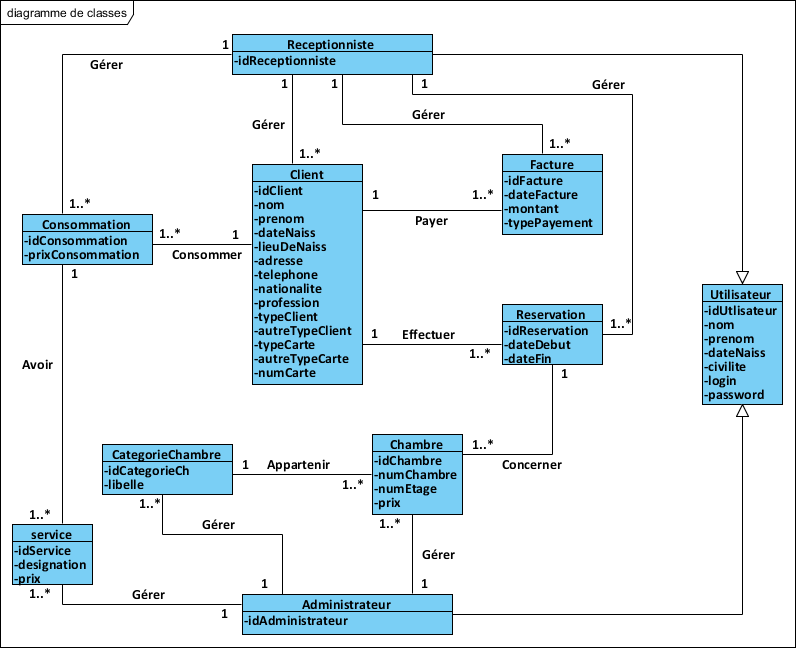 diagramme de classes
Receptionniste
-idReceptionniste
1
Gérer
1..*
1
Gérer
1..*
1
Gérer
1..*
1
Gérer
1..*
Client
-idClient
-nom
-prenom
-dateNaiss
-lieuDeNaiss
-adresse
-telephone
-nationalite
-profession
-typeClient
-autreTypeClient
-typeCarte
-autreTypeCarte
-numCarte
Facture
-idFacture
-dateFacture
-montant
-typePayement
1
1..*
Payer
Consommation
-idConsommation
-prixConsommation
1..*
1
Consommer
1
Avoir
1..*
Reservation
-idReservation
-dateDebut
-dateFin
1
Effectuer
1..*
Utilisateur
-idUtlisateur
-nom
-prenom
-dateNaiss
-civilite
-login
-password
1
1..*
Concerner
CategorieChambre
-idCategorieCh
-libelle
1
Appartenir
1..*
Chambre
-idChambre
-numChambre
-numEtage
-prix
1..*
Gérer
1
1..*
Gérer
1
service
-idService
-designation
-prix
1..*
Gérer
1
Administrateur
-idAdministrateur